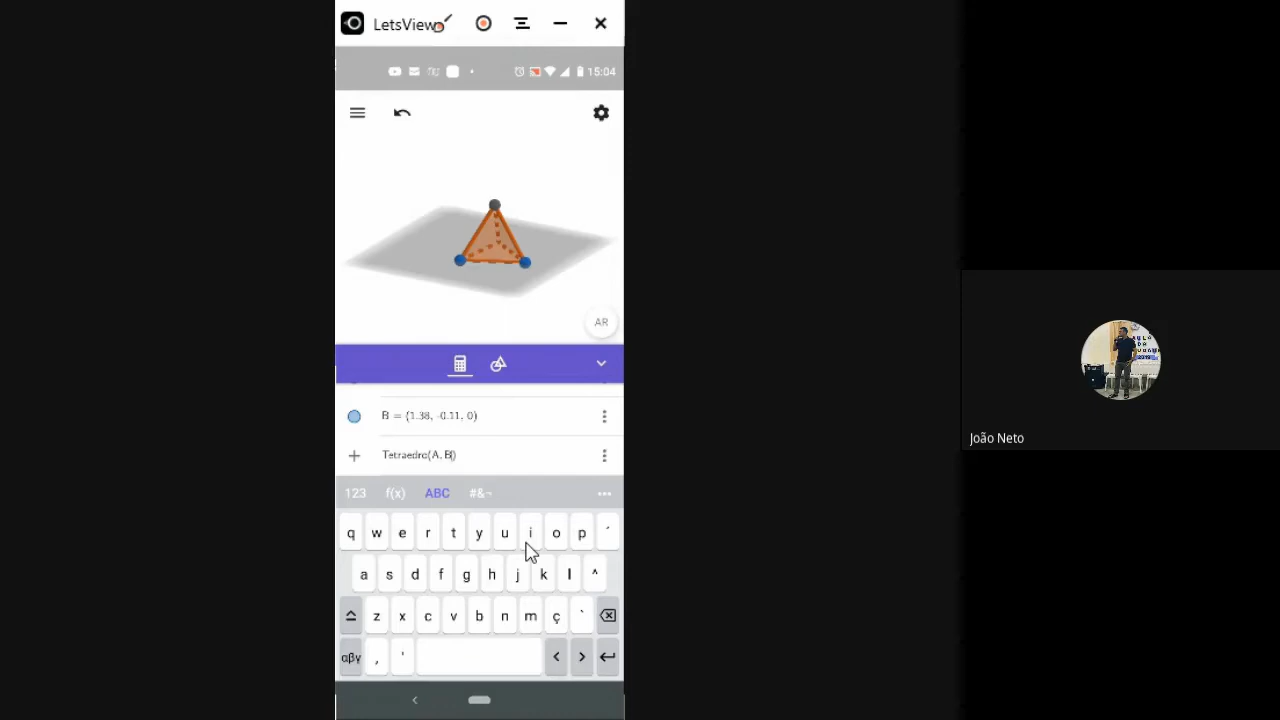 LetsView
15:04
AR
B = (1.38, -0.11, 0)
Tetraedro(A, B)
123 f(x) ABC #&¬
q w e r t y u i o p ´
a s d f g h j k l ^
z x c v b n m ç `
αβγ , '
João Neto